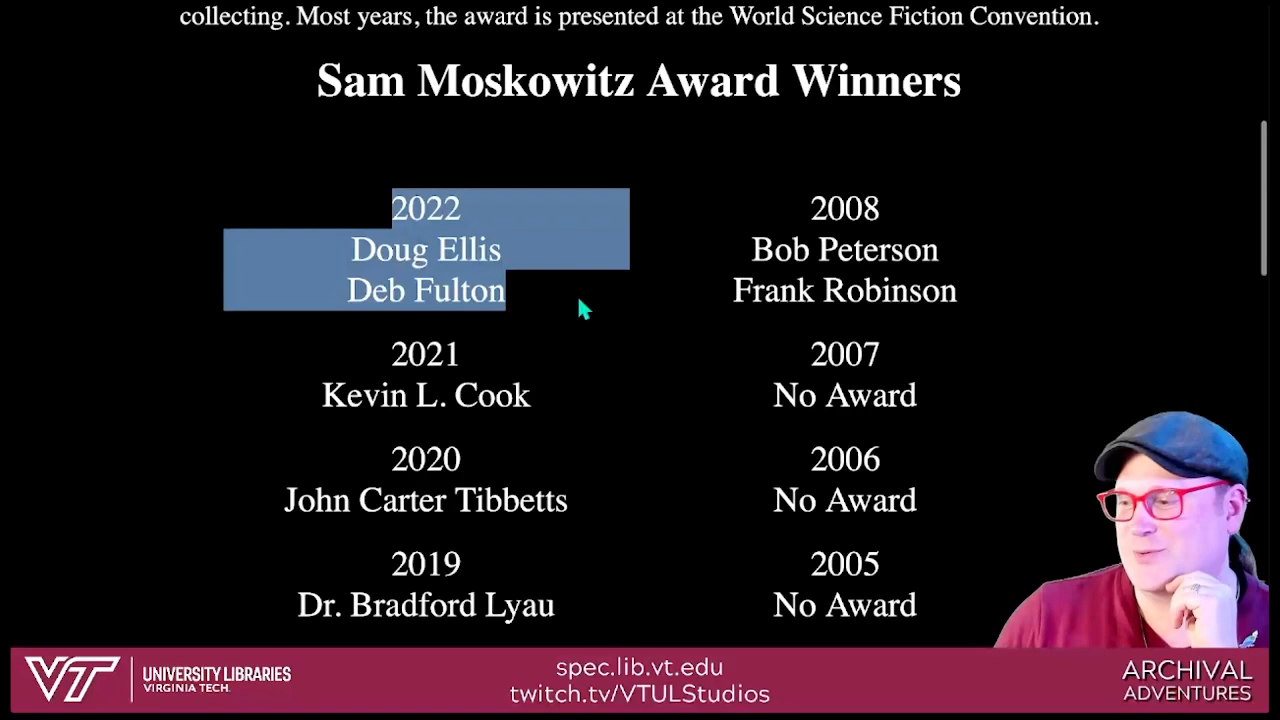 collecting. Most years, the award is presented at the World Science Fiction Convention.
Sam Moskowitz Award Winners
2022
Doug Ellis
Deb Fulton
2021
Kevin L. Cook
2020
John Carter Tibbetts
2019
Dr. Bradford Lyau
2008
Bob Peterson
Frank Robinson
2007
No Award
2006
No Award
2005
No Award
VT UNIVERSITY LIBRARIES
VIRGINIA TECH.
spec.lib.vt.edu
twitch.tv/VTULStudios
ARCHIVAL
ADVENTURES